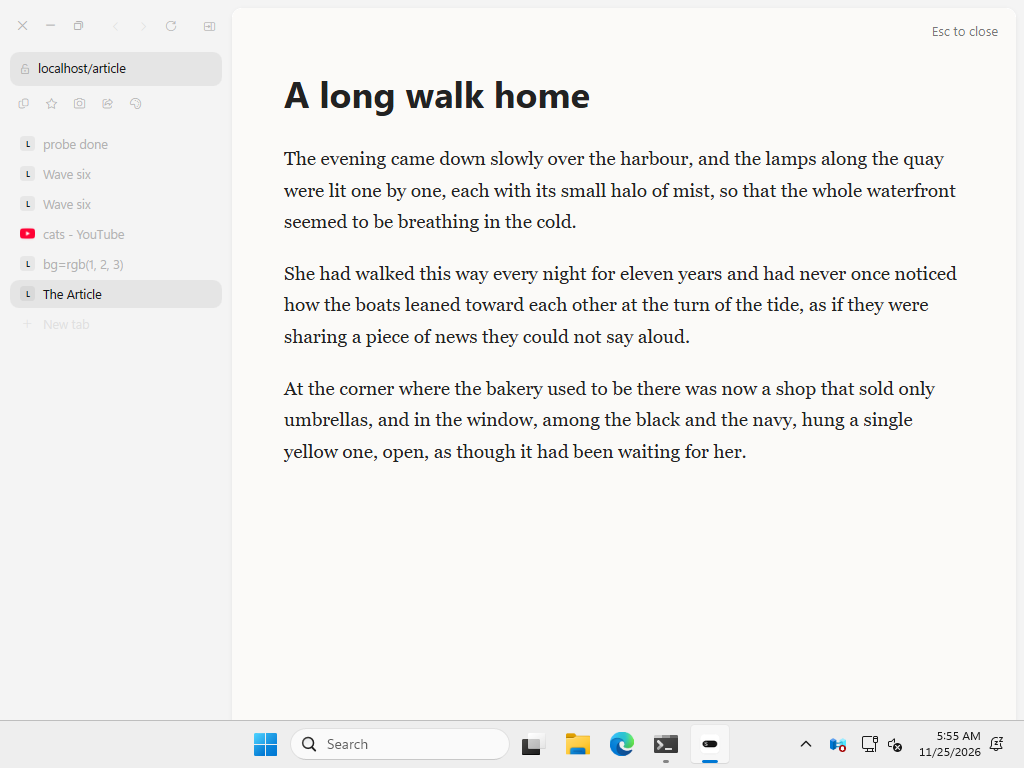 Esc to close
localhost/article
L probe done
L Wave six
L Wave six
cats - YouTube
L bg=rgb(1, 2, 3)
L The Article
+ New tab
A long walk home
The evening came down slowly over the harbour, and the lamps along the quay
were lit one by one, each with its small halo of mist, so that the whole waterfront
seemed to be breathing in the cold.
She had walked this way every night for eleven years and had never once noticed
how the boats leaned toward each other at the turn of the tide, as if they were
sharing a piece of news they could not say aloud.
At the corner where the bakery used to be there was now a shop that sold only
umbrellas, and in the window, among the black and the navy, hung a single
yellow one, open, as though it had been waiting for her.
Search
5:55 AM
11/25/2026